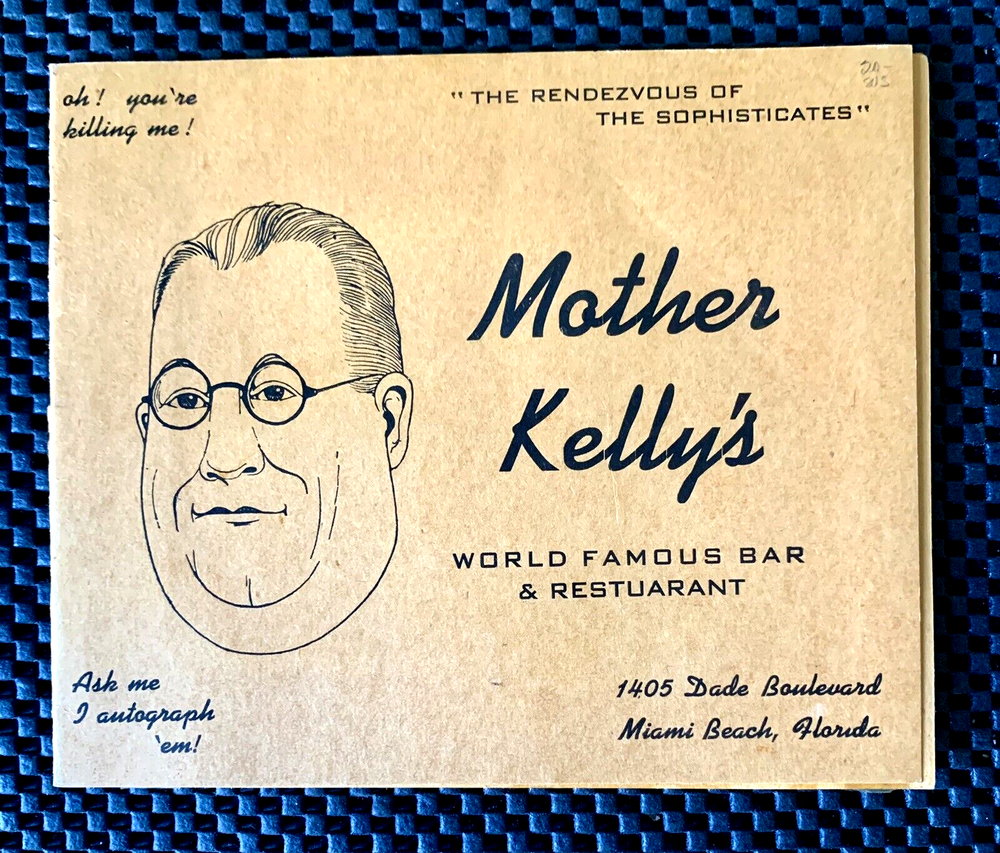 oh! you're
killing me!
"THE RENDEZVOUS OF
THE SOPHISTICATES"
Mother
Kelly's
WORLD FAMOUS BAR
& RESTUARANT
Ask me
I autograph
'em!
1405 Dade Boulevard
Miami Beach, Florida